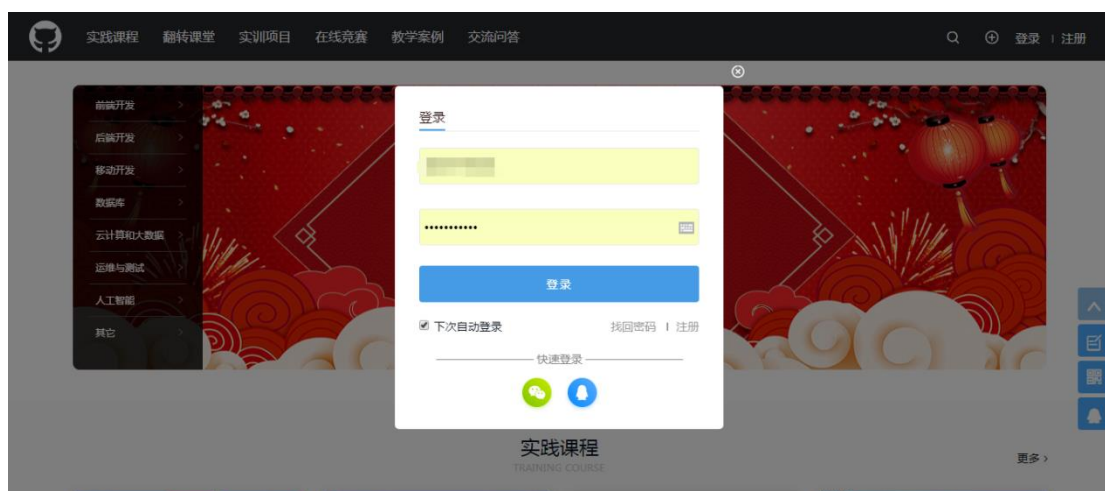 实践课程 翻转课堂 实训项目 在线竞赛 教学案例 交流问答 登录 | 注册
前端开发
后端开发
移动开发
数据库
云计算和大数据
运维与测试
人工智能
其它
登录
•••••••••••
登录
下次自动登录 找回密码 | 注册
快速登录
实践课程
TRAINING COURSE
更多 ›